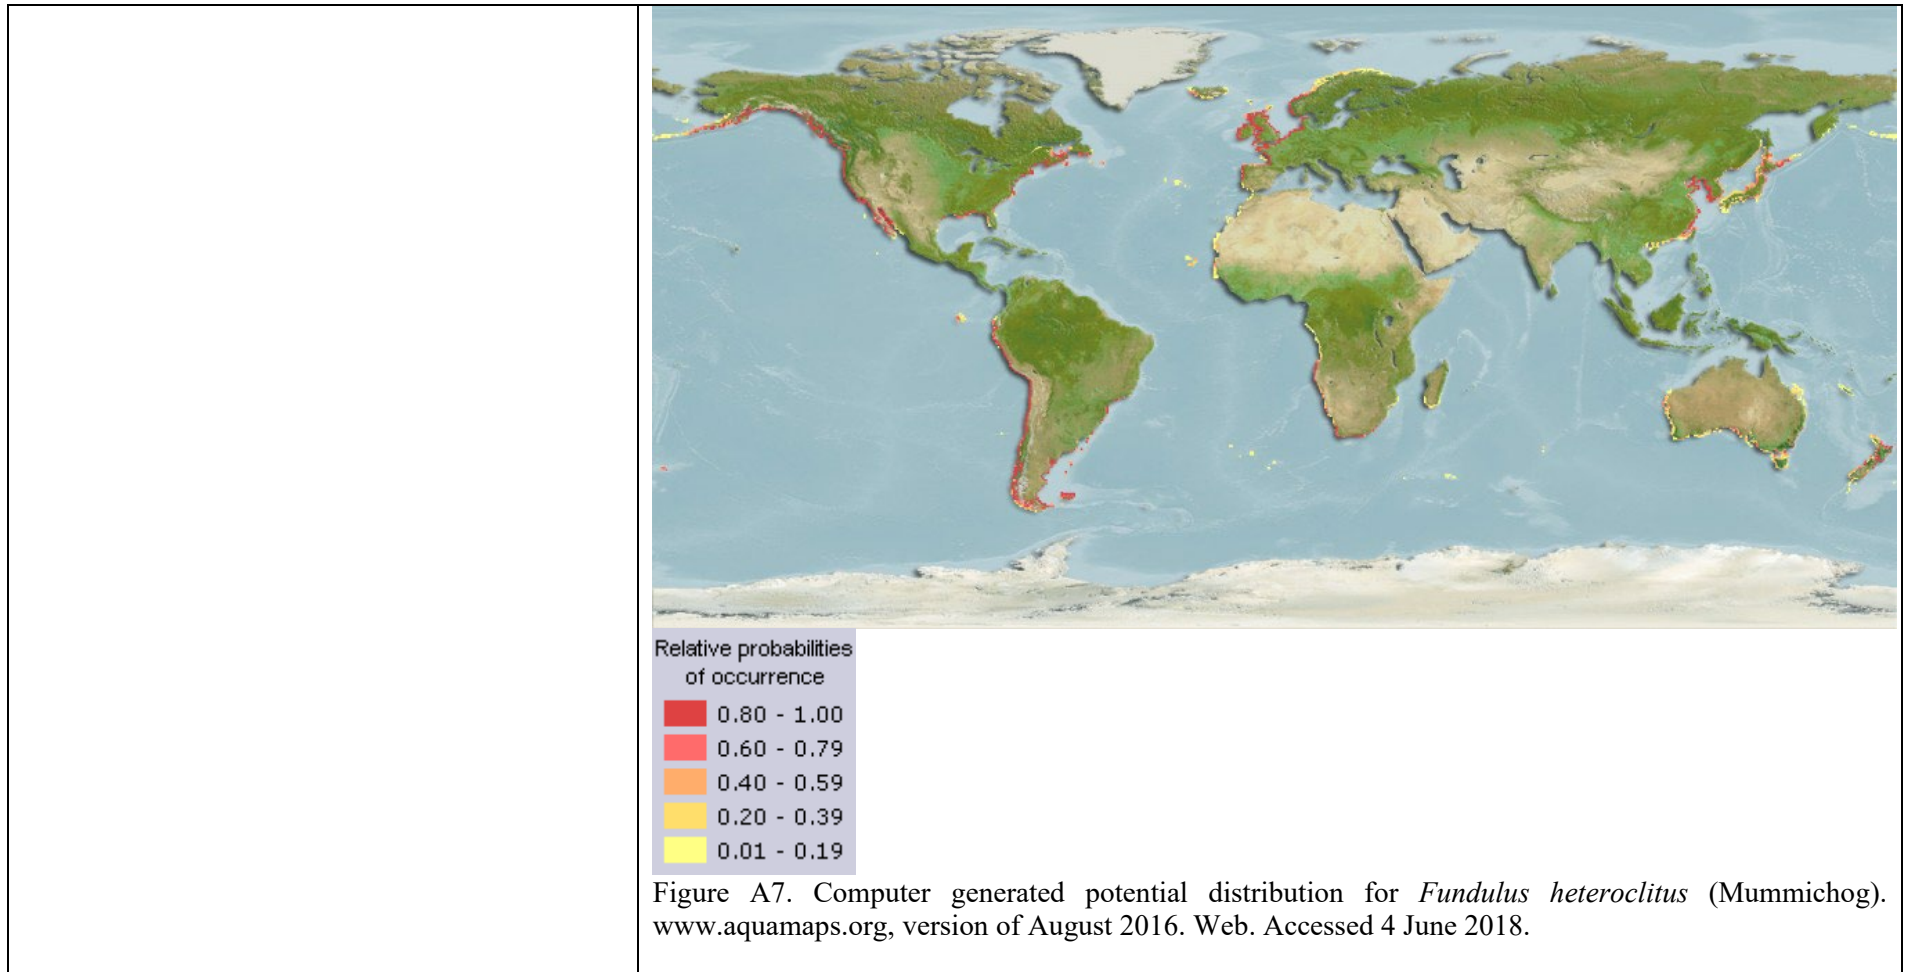 Relative probabilities
of occurrence
0.80 - 1.00
0.60 - 0.79
0.40 - 0.59
0.20 - 0.39
0.01 - 0.19
Figure A7. Computer generated potential distribution for Fundulus heteroclitus (Mummichog).
www.aquamaps.org, version of August 2016. Web. Accessed 4 June 2018.